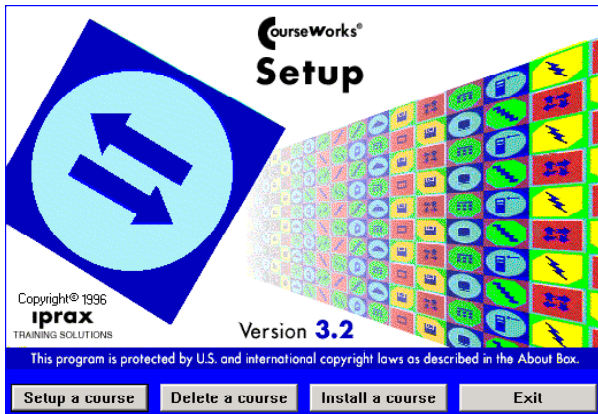 CourseWorks®
Setup
Copyright© 1996
iprax
TRAINING SOLUTIONS
Version 3.2
This program is protected by U.S. and international copyright laws as described in the About Box.
Setup a course
Delete a course
Install a course
Exit